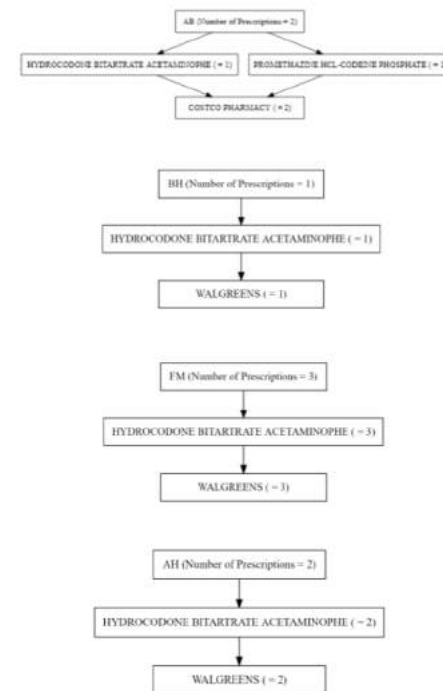 AB (Number of Prescriptions = 2)
HYDROCODONE BITARTRATE ACETAMINOPHE ( = 1) PROMETHAZINE HCL-CODEINE PHOSPHATE ( =
COSTCO PHARMACY ( = 2)
BH (Number of Prescriptions = 1)
HYDROCODONE BITARTRATE ACETAMINOPHE ( = 1)
WALGREENS ( = 1)
FM (Number of Prescriptions = 3)
HYDROCODONE BITARTRATE ACETAMINOPHE ( = 3)
WALGREENS ( = 3)
AH (Number of Prescriptions = 2)
HYDROCODONE BITARTRATE ACETAMINOPHE ( = 2)
WALGREENS ( = 2)